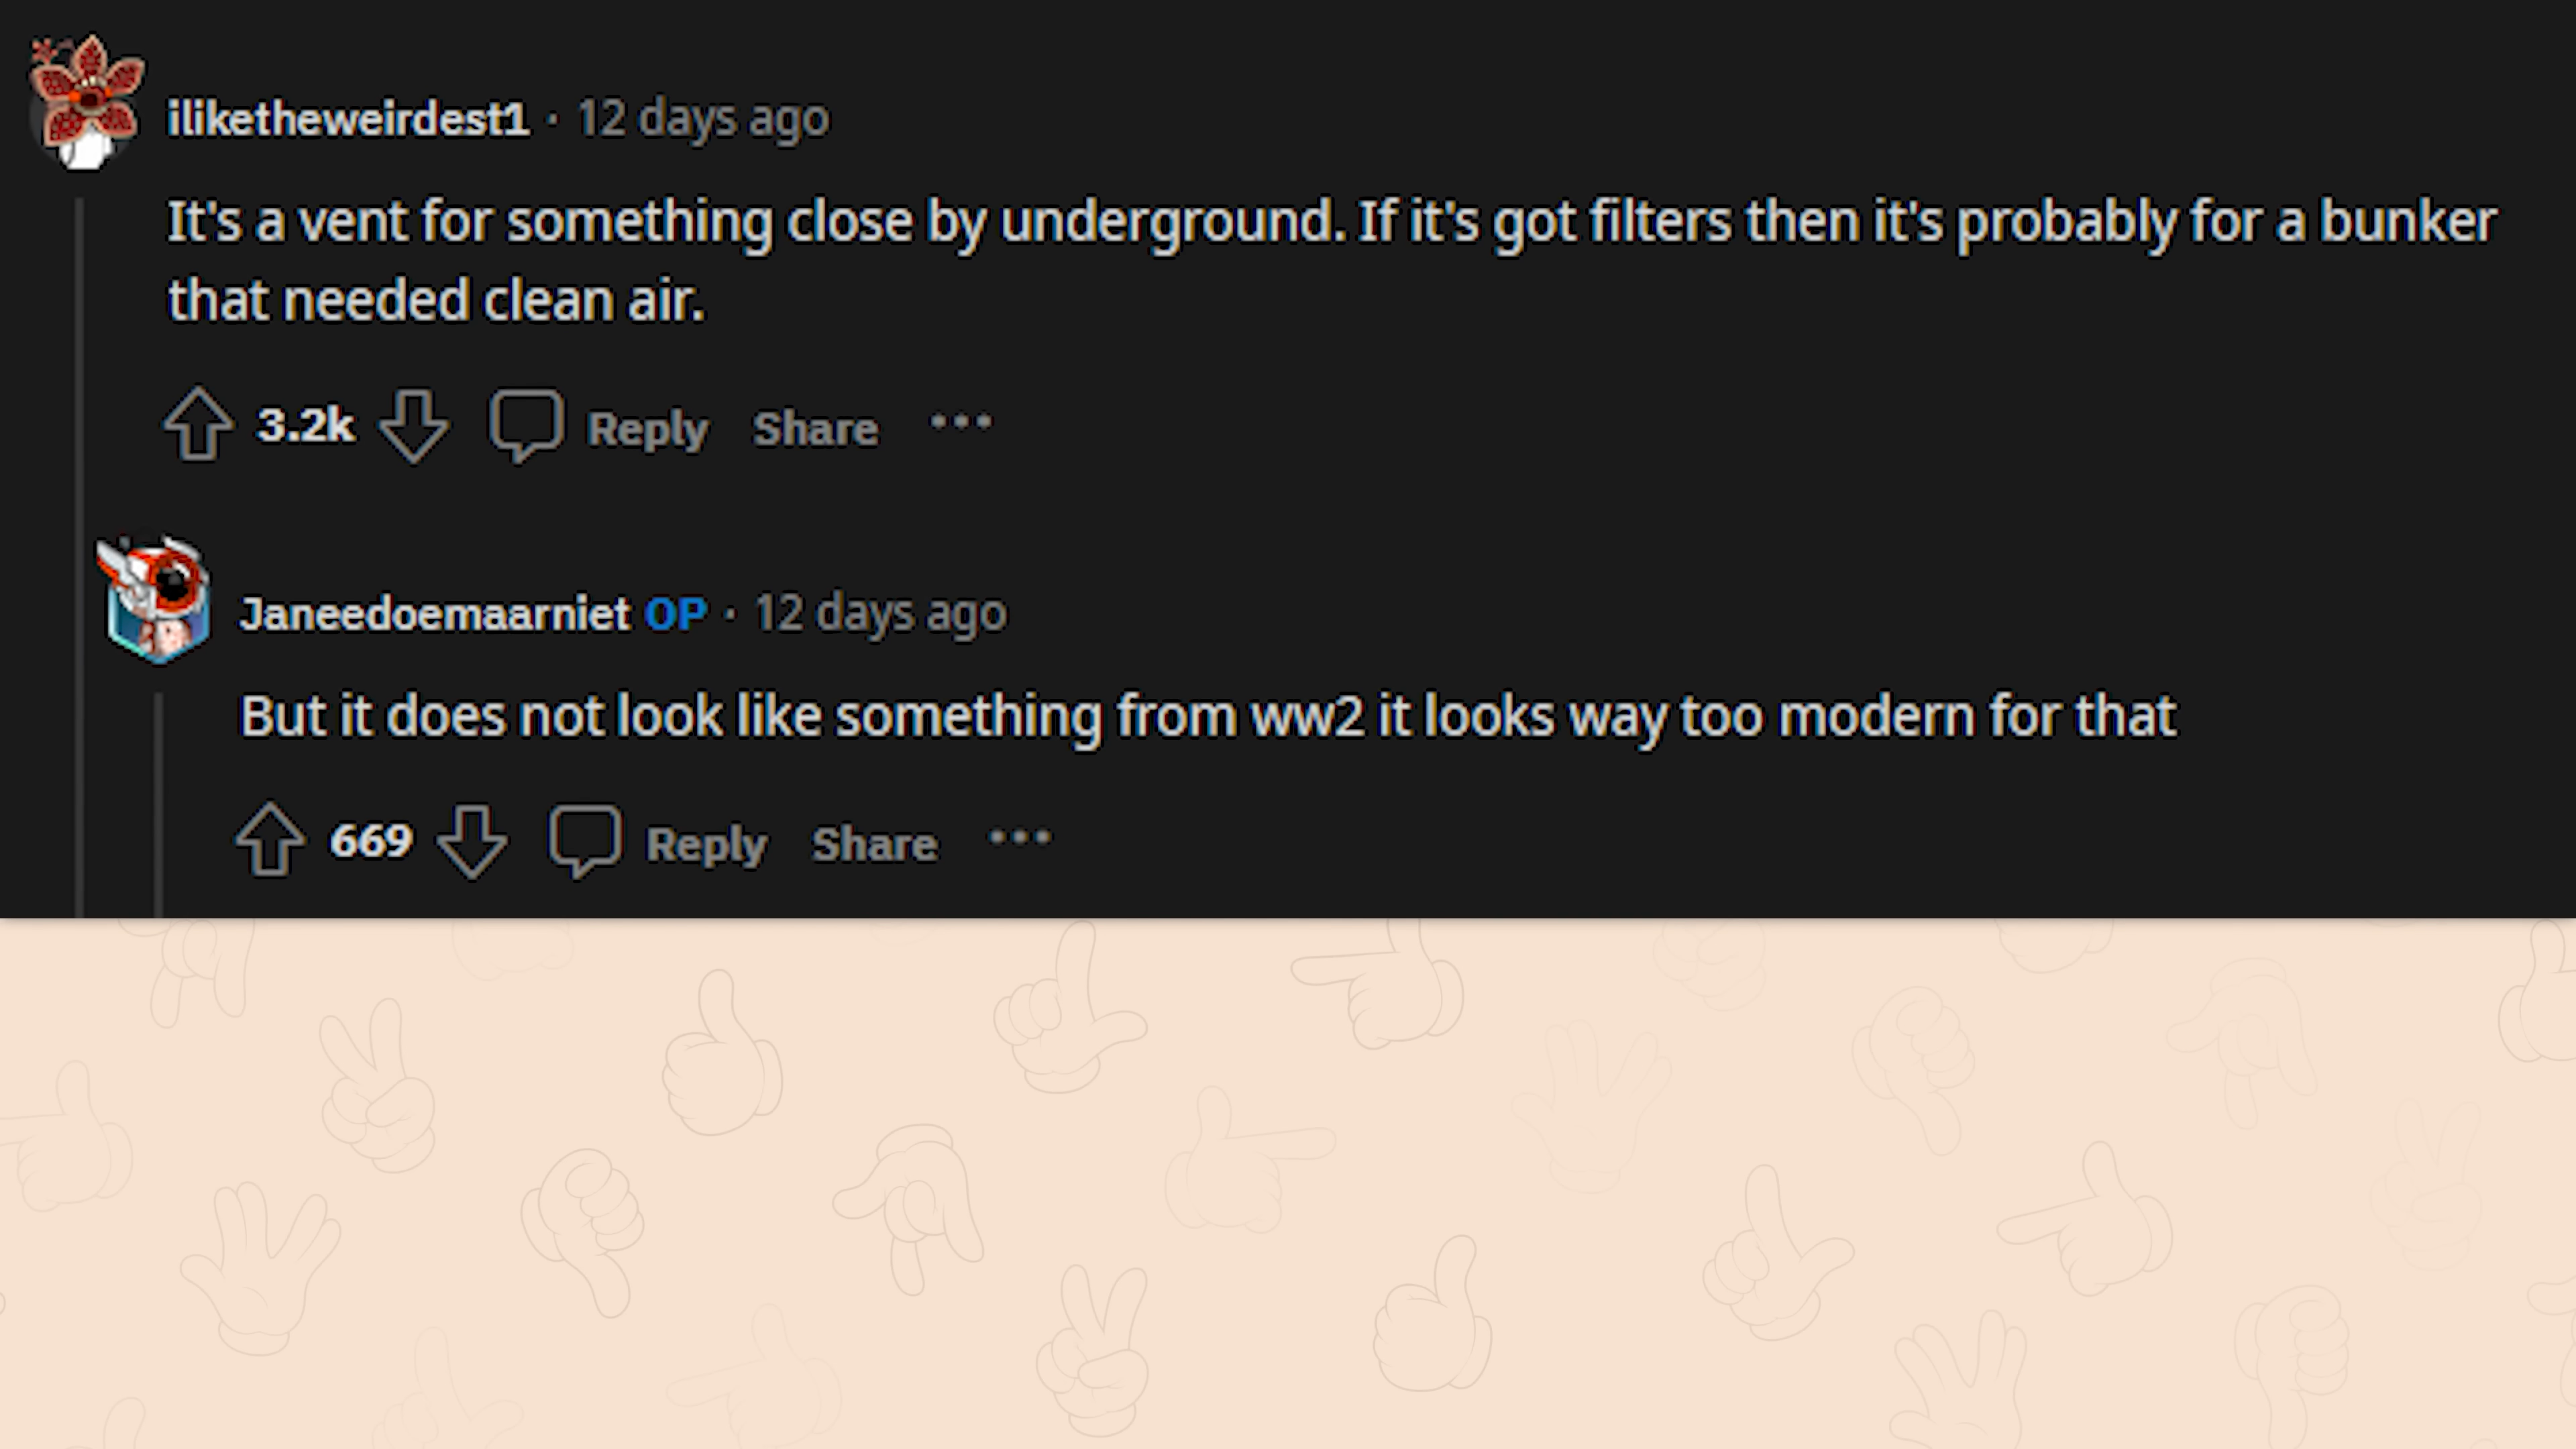 iliketheweirdest1 · 12 days ago
It's a vent for something close by underground. If it's got filters then it's probably for a bunker
that needed clean air.
3.2k Reply Share ···
Janeedoemaarniet OP · 12 days ago
But it does not look like something from ww2 it looks way too modern for that
669 Reply Share ···